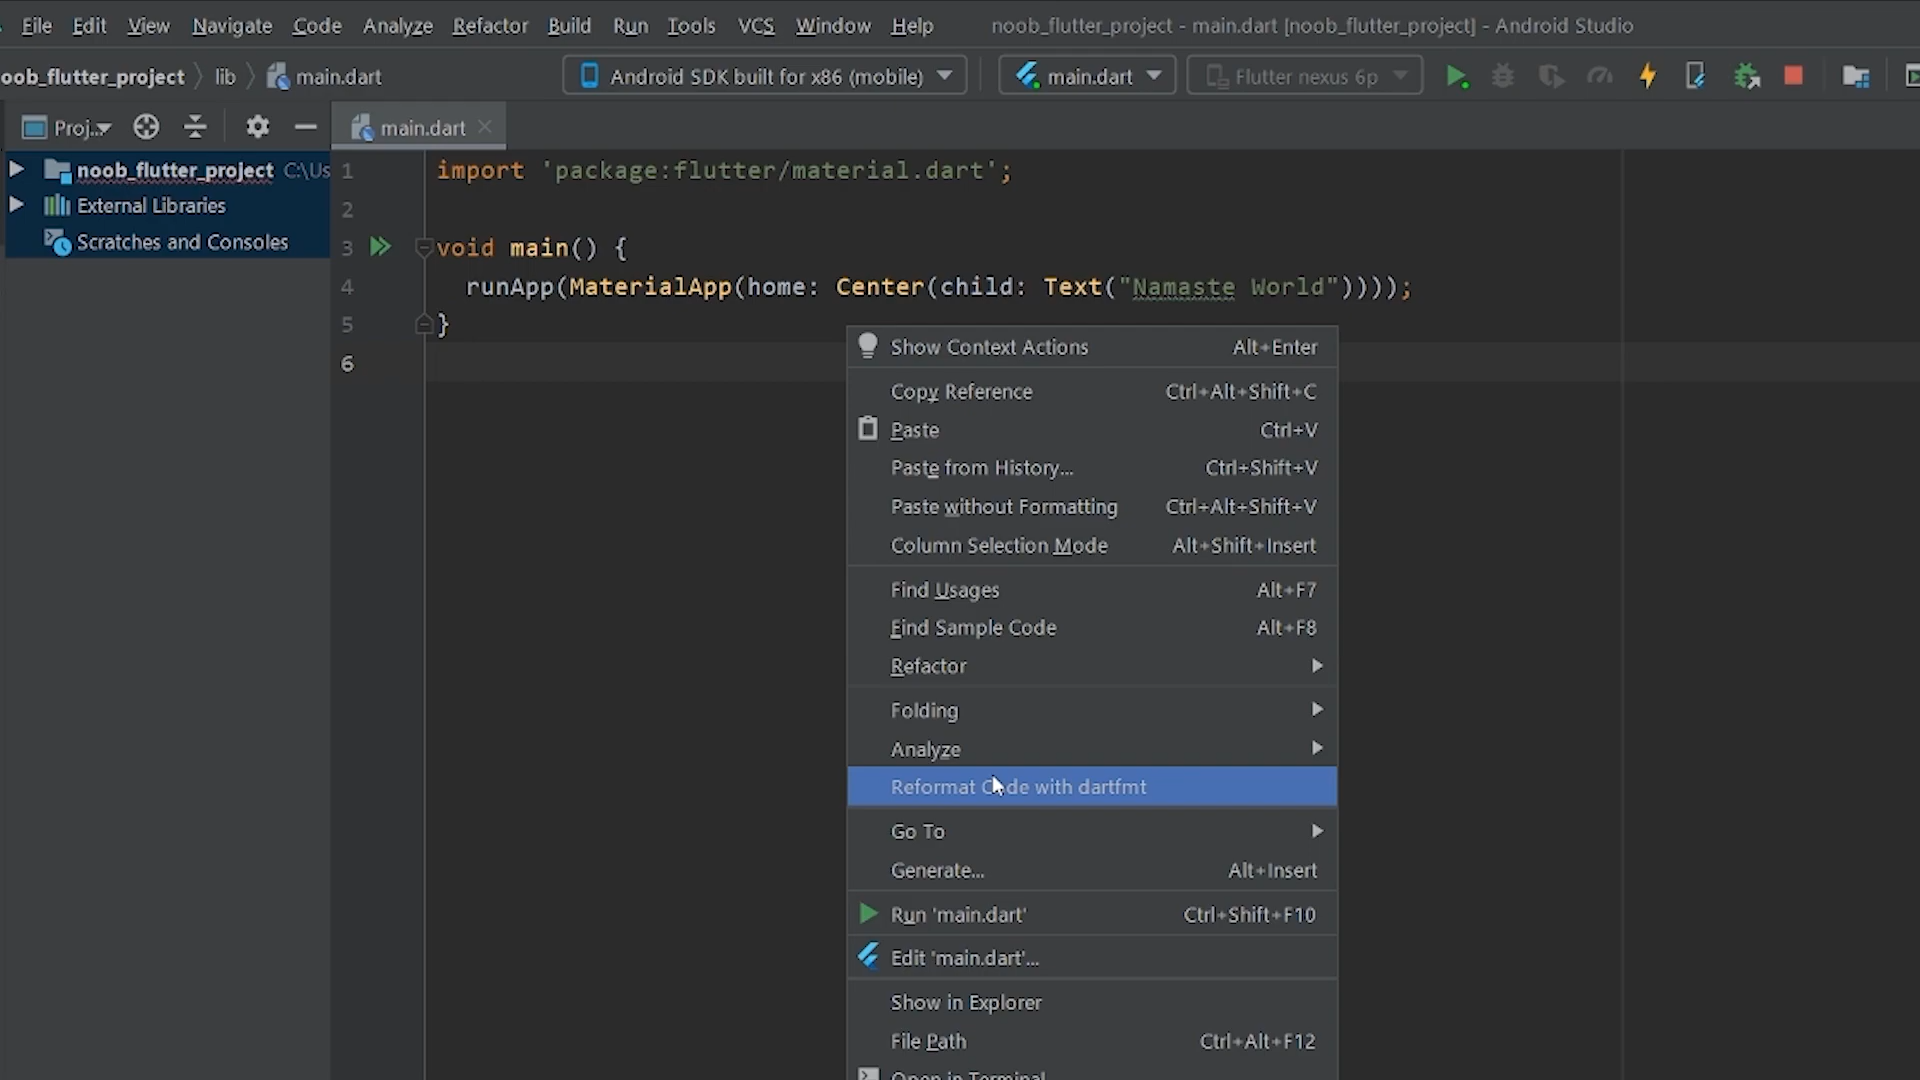 File Edit View Navigate Code Analyze Refactor Build Run Tools VCS Window Help noob_flutter_project - main.dart [noob_flutter_project] - Android Studio
oob_flutter_project lib main.dart Android SDK built for x86 (mobile) main.dart Flutter nexus 6p
Proj... main.dart
noob_flutter_project C:\Us
External Libraries
Scratches and Consoles
1 import 'package:flutter/material.dart';
2
3 void main() {
4 runApp(MaterialApp(home: Center(child: Text("Namaste World"))));
5 }
6
Show Context Actions Alt+Enter
Copy Reference Ctrl+Alt+Shift+C
Paste Ctrl+V
Paste from History... Ctrl+Shift+V
Paste without Formatting Ctrl+Alt+Shift+V
Column Selection Mode Alt+Shift+Insert
Find Usages Alt+F7
Find Sample Code Alt+F8
Refactor
Folding
Analyze
Reformat Code with dartfmt
Go To
Generate... Alt+Insert
Run 'main.dart' Ctrl+Shift+F10
Edit 'main.dart'...
Show in Explorer
File Path Ctrl+Alt+F12
Open in Terminal